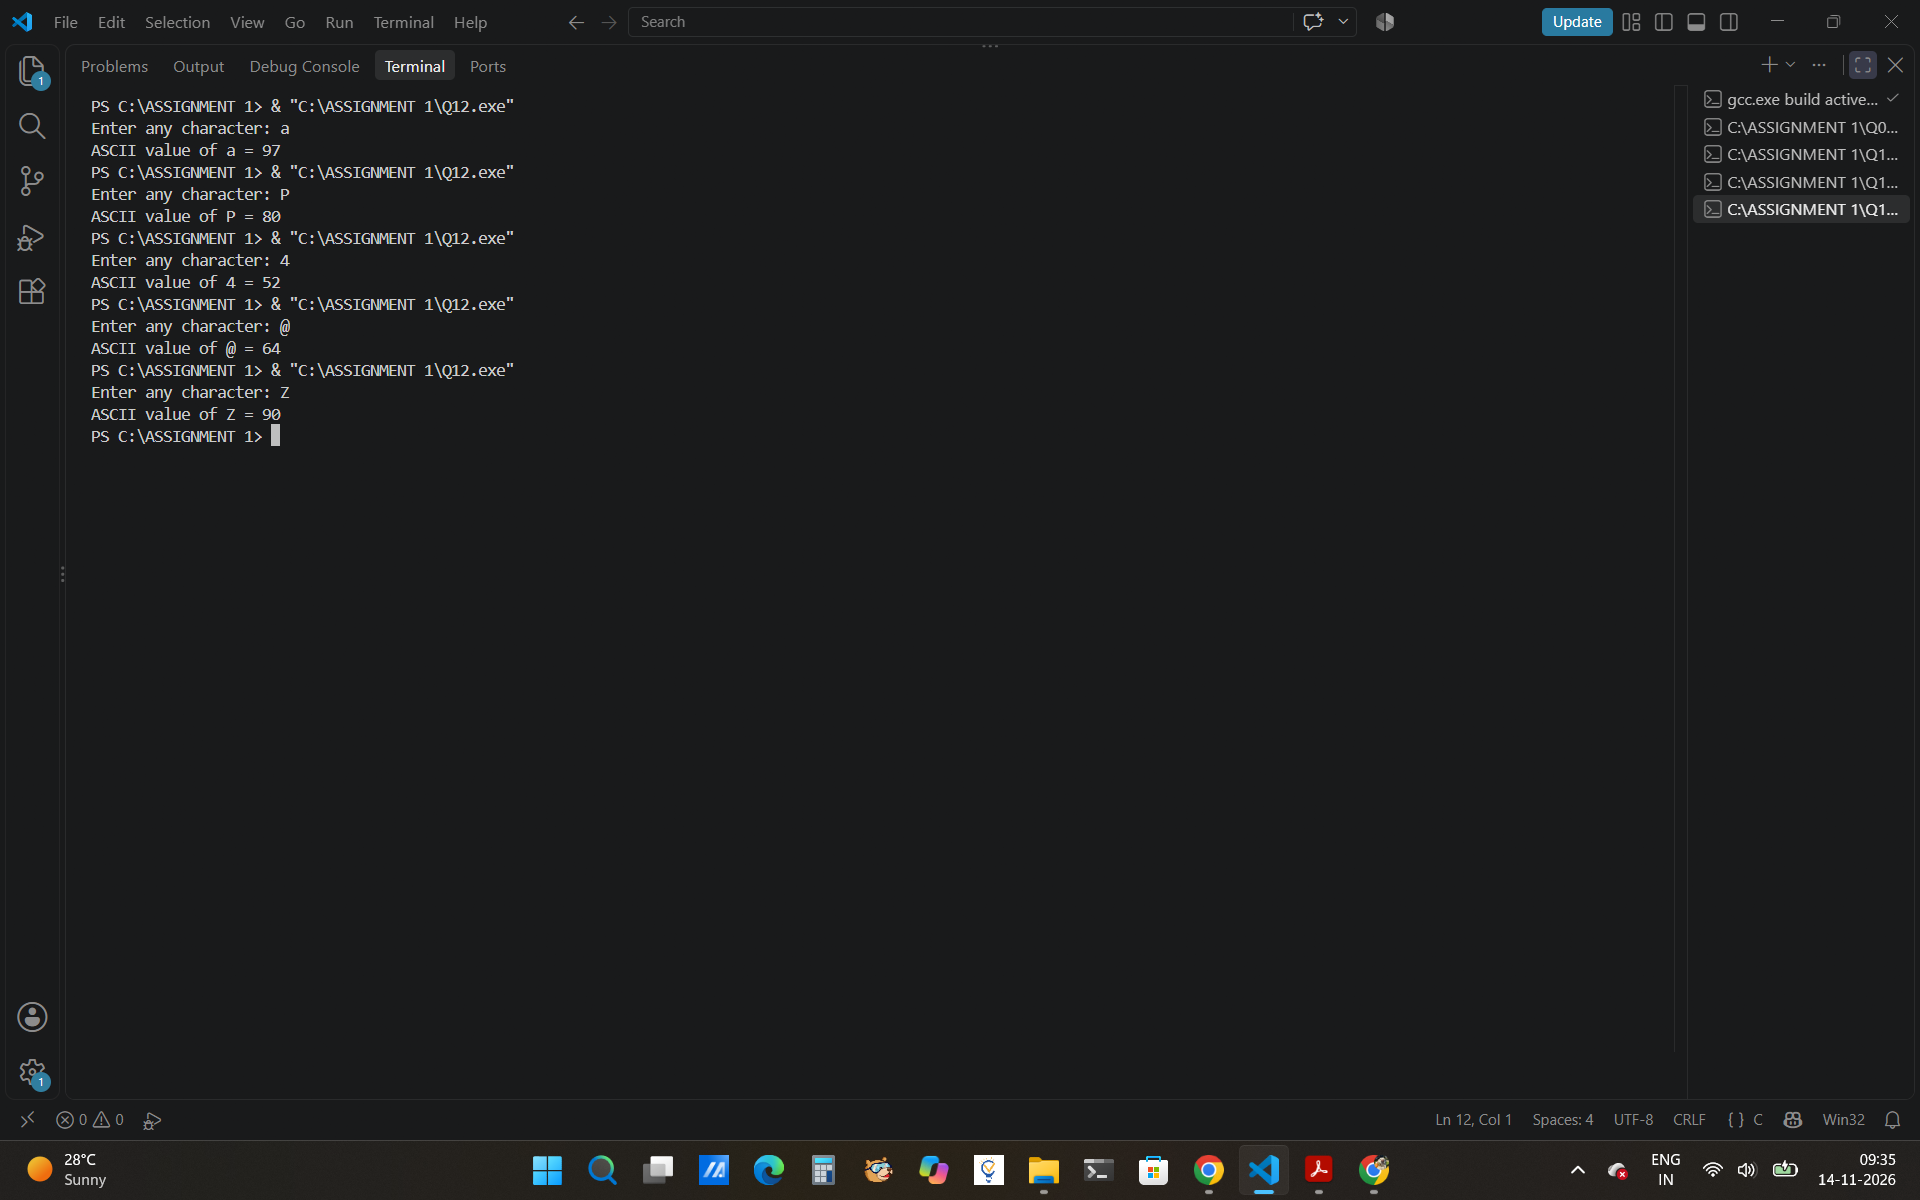 File Edit Selection View Go Run Terminal Help
Search
Update
Problems Output Debug Console Terminal Ports
PS C:\ASSIGNMENT 1> & "C:\ASSIGNMENT 1\Q12.exe"
Enter any character: a
ASCII value of a = 97
PS C:\ASSIGNMENT 1> & "C:\ASSIGNMENT 1\Q12.exe"
Enter any character: P
ASCII value of P = 80
PS C:\ASSIGNMENT 1> & "C:\ASSIGNMENT 1\Q12.exe"
Enter any character: 4
ASCII value of 4 = 52
PS C:\ASSIGNMENT 1> & "C:\ASSIGNMENT 1\Q12.exe"
Enter any character: @
ASCII value of @ = 64
PS C:\ASSIGNMENT 1> & "C:\ASSIGNMENT 1\Q12.exe"
Enter any character: Z
ASCII value of Z = 90
PS C:\ASSIGNMENT 1>
gcc.exe build active...
C:\ASSIGNMENT 1\Q0...
C:\ASSIGNMENT 1\Q1...
C:\ASSIGNMENT 1\Q1...
C:\ASSIGNMENT 1\Q1...
1
1
0 0
Ln 12, Col 1 Spaces: 4 UTF-8 CRLF { } C Win32
28°C
Sunny
ENG
IN
09:35
14-11-2026